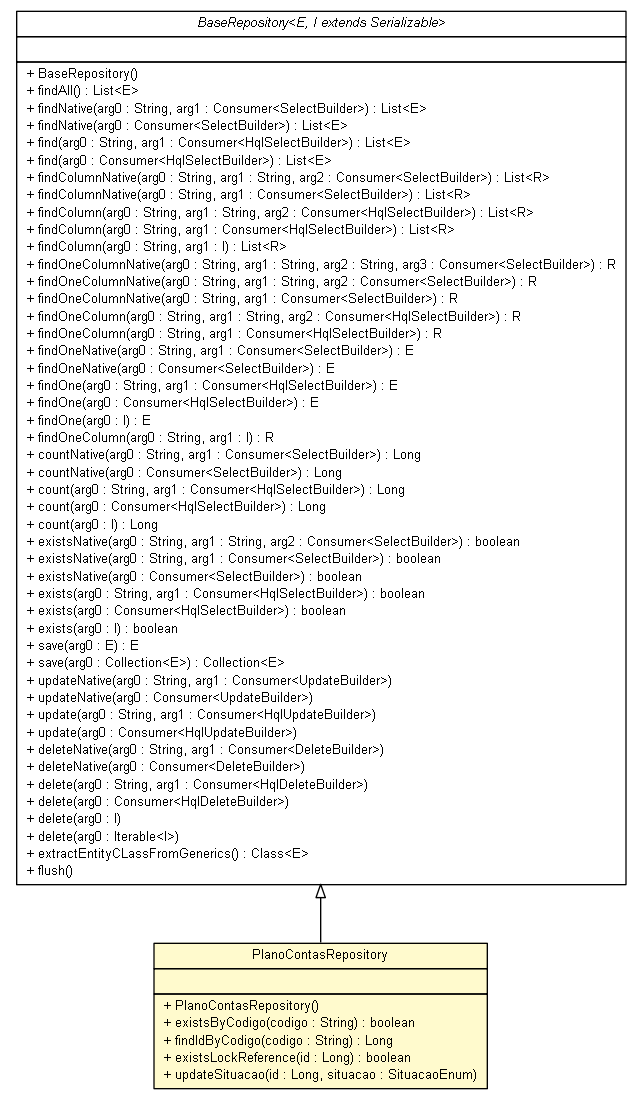 BaseRepository<E, I extends Serializable>
+ BaseRepository()
+ findAll() : List<E>
+ findNative(arg0 : String, arg1 : Consumer<SelectBuilder>) : List<E>
+ findNative(arg0 : Consumer<SelectBuilder>) : List<E>
+ find(arg0 : String, arg1 : Consumer<HqlSelectBuilder>) : List<E>
+ find(arg0 : Consumer<HqlSelectBuilder>) : List<E>
+ findColumnNative(arg0 : String, arg1 : String, arg2 : Consumer<SelectBuilder>) : List<R>
+ findColumnNative(arg0 : String, arg1 : Consumer<SelectBuilder>) : List<R>
+ findColumn(arg0 : String, arg1 : String, arg2 : Consumer<HqlSelectBuilder>) : List<R>
+ findColumn(arg0 : String, arg1 : Consumer<HqlSelectBuilder>) : List<R>
+ findColumn(arg0 : String, arg1 : I) : List<R>
+ findOneColumnNative(arg0 : String, arg1 : String, arg2 : String, arg3 : Consumer<SelectBuilder>) : R
+ findOneColumnNative(arg0 : String, arg1 : String, arg2 : Consumer<SelectBuilder>) : R
+ findOneColumnNative(arg0 : String, arg1 : Consumer<SelectBuilder>) : R
+ findOneColumn(arg0 : String, arg1 : String, arg2 : Consumer<HqlSelectBuilder>) : R
+ findOneColumn(arg0 : String, arg1 : Consumer<HqlSelectBuilder>) : R
+ findOneNative(arg0 : String, arg1 : Consumer<SelectBuilder>) : E
+ findOneNative(arg0 : Consumer<SelectBuilder>) : E
+ findOne(arg0 : String, arg1 : Consumer<HqlSelectBuilder>) : E
+ findOne(arg0 : Consumer<HqlSelectBuilder>) : E
+ findOne(arg0 : I) : E
+ findOneColumn(arg0 : String, arg1 : I) : R
+ countNative(arg0 : String, arg1 : Consumer<SelectBuilder>) : Long
+ countNative(arg0 : Consumer<SelectBuilder>) : Long
+ count(arg0 : String, arg1 : Consumer<HqlSelectBuilder>) : Long
+ count(arg0 : Consumer<HqlSelectBuilder>) : Long
+ count(arg0 : I) : Long
+ existsNative(arg0 : String, arg1 : String, arg2 : Consumer<SelectBuilder>) : boolean
+ existsNative(arg0 : String, arg1 : Consumer<SelectBuilder>) : boolean
+ existsNative(arg0 : Consumer<SelectBuilder>) : boolean
+ exists(arg0 : String, arg1 : Consumer<HqlSelectBuilder>) : boolean
+ exists(arg0 : Consumer<HqlSelectBuilder>) : boolean
+ exists(arg0 : I) : boolean
+ save(arg0 : E) : E
+ save(arg0 : Collection<E>) : Collection<E>
+ updateNative(arg0 : String, arg1 : Consumer<UpdateBuilder>)
+ updateNative(arg0 : Consumer<UpdateBuilder>)
+ update(arg0 : String, arg1 : Consumer<HqlUpdateBuilder>)
+ update(arg0 : Consumer<HqlUpdateBuilder>)
+ deleteNative(arg0 : String, arg1 : Consumer<DeleteBuilder>)
+ deleteNative(arg0 : Consumer<DeleteBuilder>)
+ delete(arg0 : String, arg1 : Consumer<HqlDeleteBuilder>)
+ delete(arg0 : Consumer<HqlDeleteBuilder>)
+ delete(arg0 : I)
+ delete(arg0 : Iterable<I>)
+ extractEntityCLassFromGenerics() : Class<E>
+ flush()
PlanoContasRepository
+ PlanoContasRepository()
+ existsByCodigo(codigo : String) : boolean
+ findIdByCodigo(codigo : String) : Long
+ existsLockReference(id : Long) : boolean
+ updateSituacao(id : Long, situacao : SituacaoEnum)